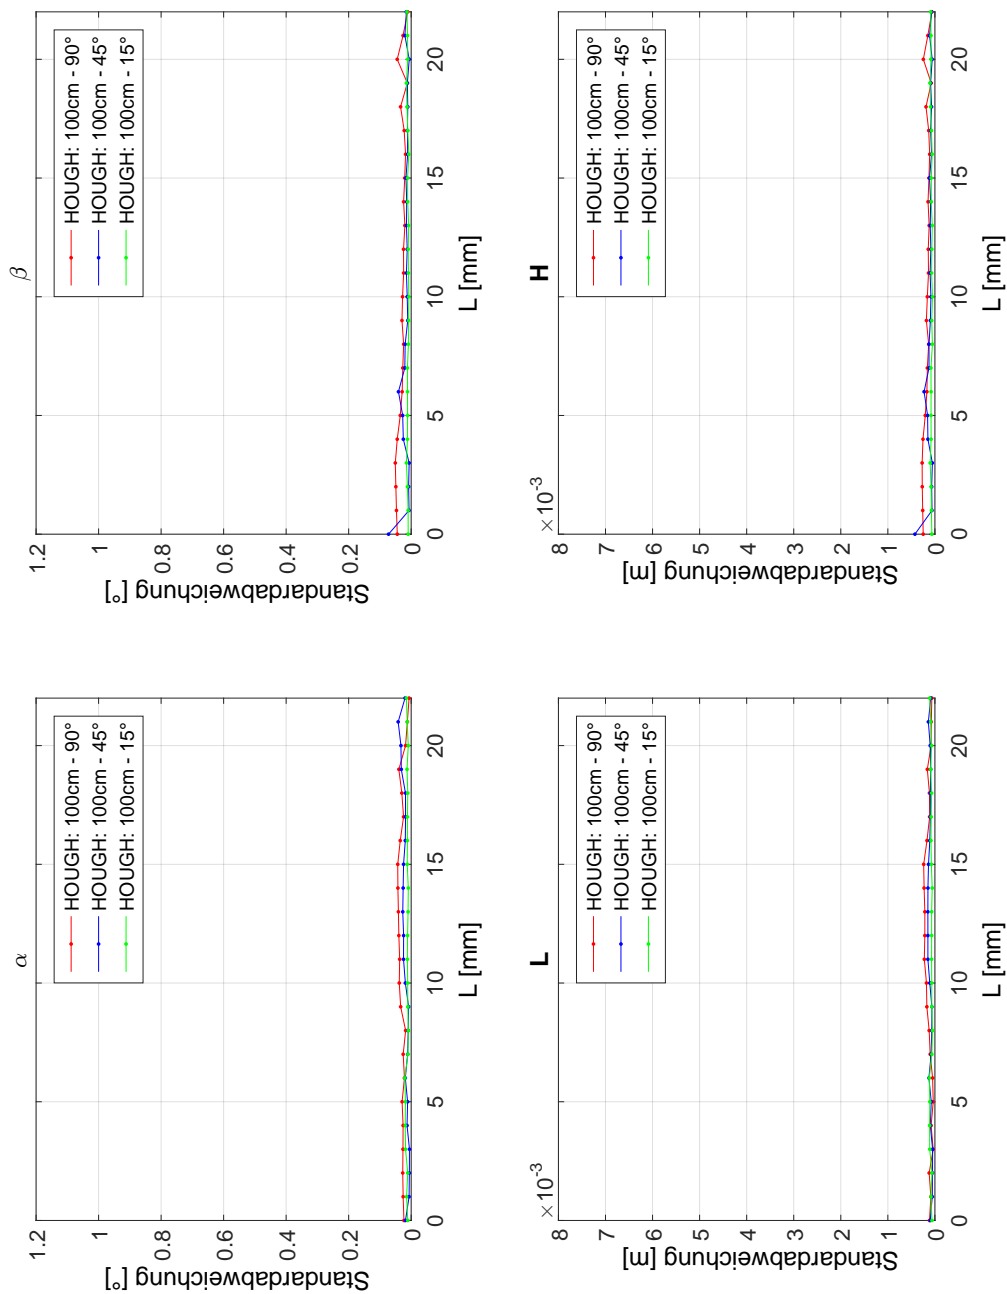 α
1.2
1
0.8
0.6
0.4
0.2
0
Standardabweichung [°]
HOUGH: 100cm - 90°
HOUGH: 100cm - 45°
HOUGH: 100cm - 15°
0 5 10 15 20
L [mm]
β
1.2
1
0.8
0.6
0.4
0.2
0
Standardabweichung [°]
HOUGH: 100cm - 90°
HOUGH: 100cm - 45°
HOUGH: 100cm - 15°
0 5 10 15 20
L [mm]
L
×10⁻³
8
7
6
5
4
3
2
1
0
Standardabweichung [m]
HOUGH: 100cm - 90°
HOUGH: 100cm - 45°
HOUGH: 100cm - 15°
0 5 10 15 20
L [mm]
H
×10⁻³
8
7
6
5
4
3
2
1
0
Standardabweichung [m]
HOUGH: 100cm - 90°
HOUGH: 100cm - 45°
HOUGH: 100cm - 15°
0 5 10 15 20
L [mm]